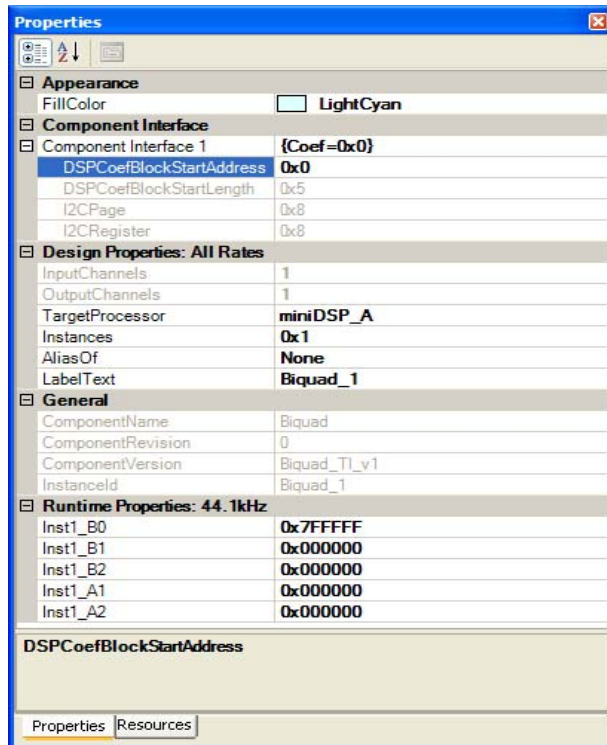 Properties
Appearance
FillColor LightCyan
Component Interface
Component Interface 1 {Coef=0x0}
DSPCoefBlockStartAddress 0x0
DSPCoefBlockStartLength 0x5
I2CPage 0x8
I2CRegister 0x8
Design Properties: All Rates
InputChannels 1
OutputChannels 1
TargetProcessor miniDSP_A
Instances 0x1
AliasOf None
LabelText Biquad_1
General
ComponentName Biquad
ComponentRevision 0
ComponentVersion Biquad_TI_v1
InstanceId Biquad_1
Runtime Properties: 44.1kHz
Inst1_B0 0x7FFFFF
Inst1_B1 0x000000
Inst1_B2 0x000000
Inst1_A1 0x000000
Inst1_A2 0x000000
DSPCoefBlockStartAddress
Properties Resources